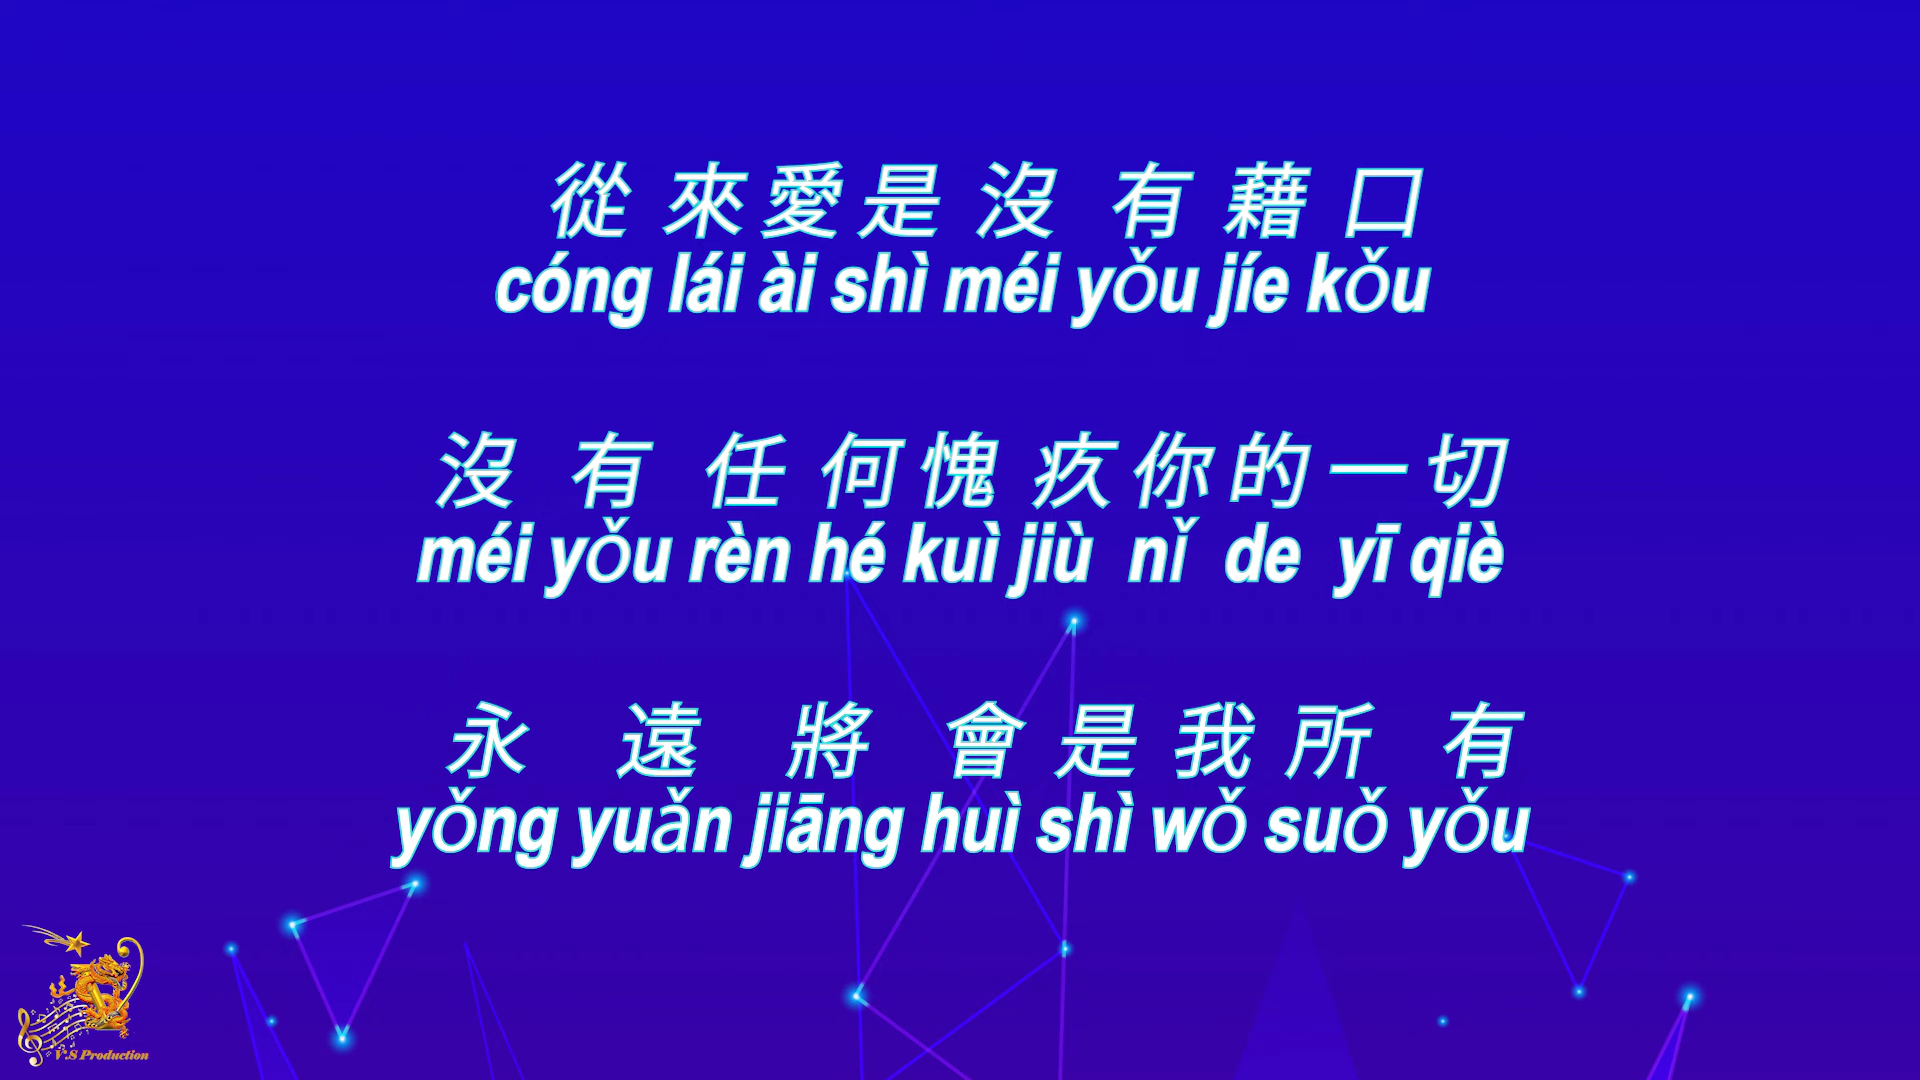 從來愛是沒有藉口
cóng lái ài shì méi yǒu jíe kǒu
沒有任何愧疚你的一切
méi yǒu rèn hé kuì jiù nǐ de yī qiè
永遠將會是我所有
yǒng yuǎn jiāng huì shì wǒ suǒ yǒu
V.S Production